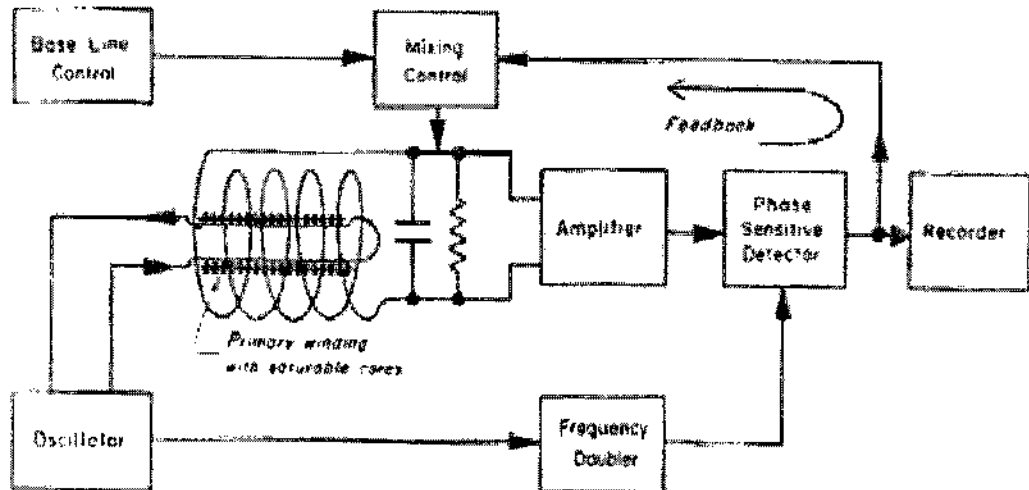 Base Line
Control
Mixing
Control
Feedback
Amplifier
Phase
Sensitive
Detector
Recorder
Primary winding
with saturable cores
Oscillator
Frequency
Doubler